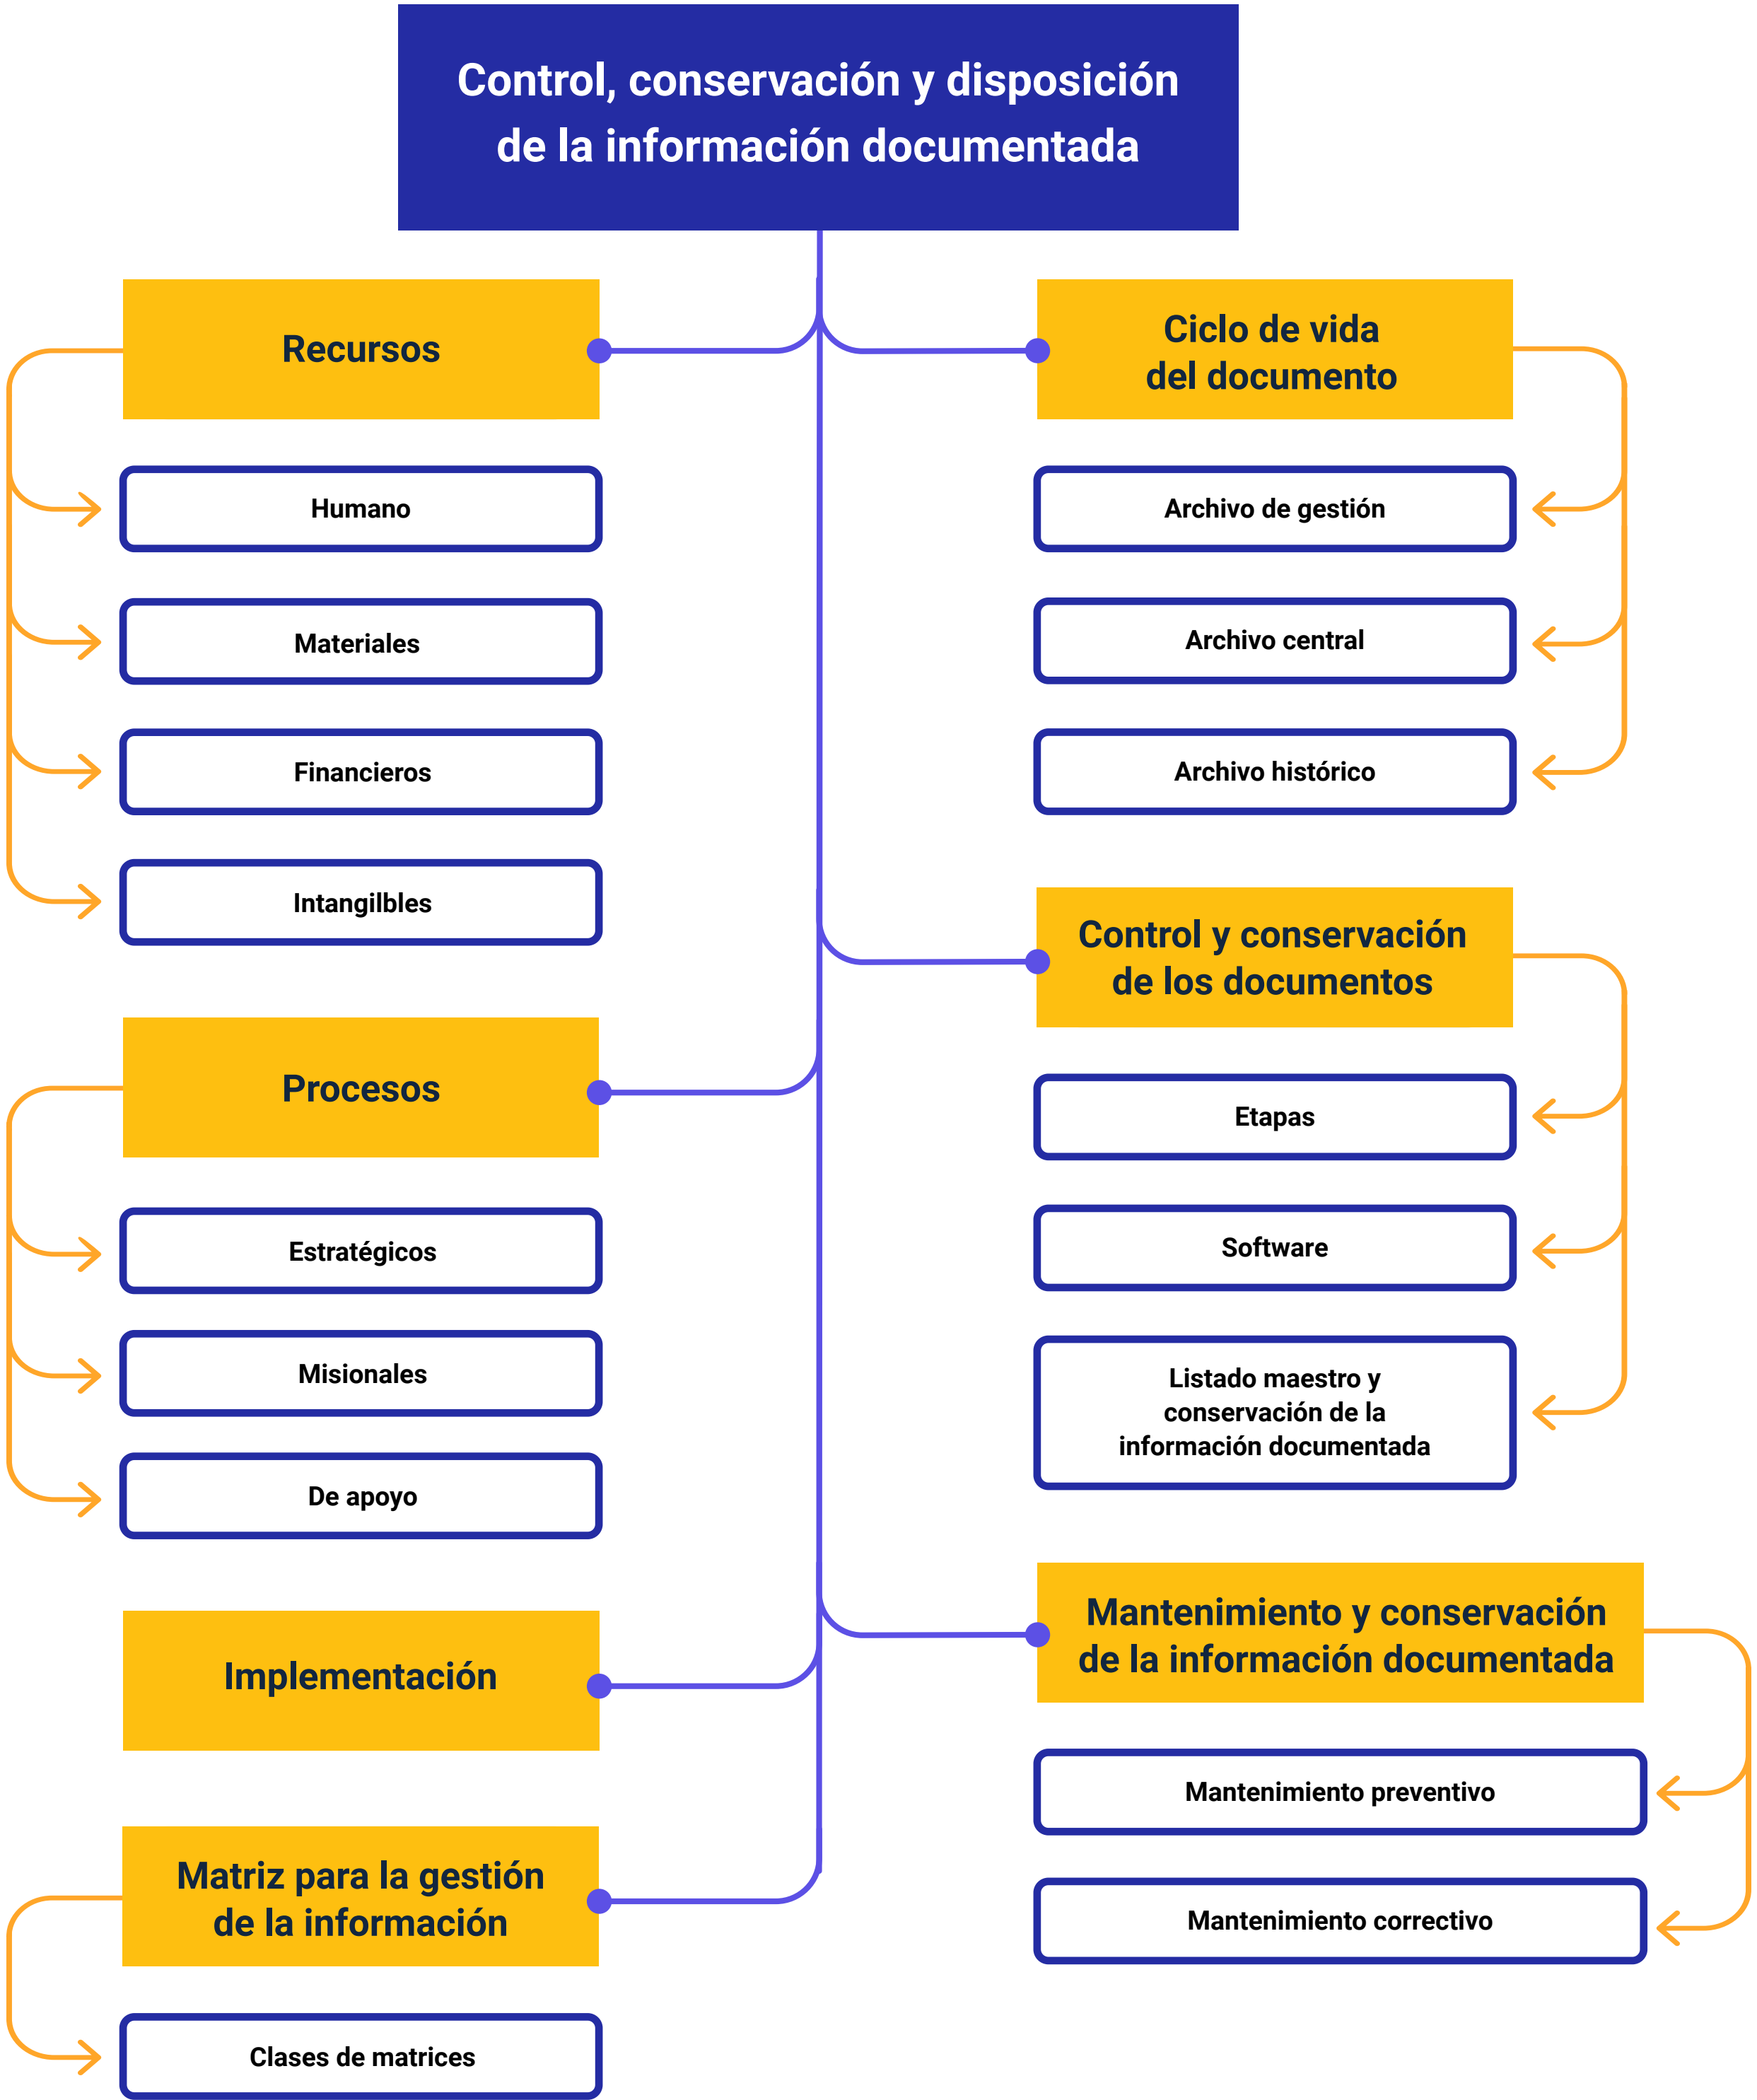 Control, conservación y disposición
de la información documentada
Recursos
Humano
Materiales
Financieros
Intangilbles
Procesos
Estratégicos
Misionales
De apoyo
Implementación
Matriz para la gestión
de la información
Clases de matrices
Ciclo de vida
del documento
Archivo de gestión
Archivo central
Archivo histórico
Control y conservación
de los documentos
Etapas
Software
Listado maestro y
conservación de la
información documentada
Mantenimiento y conservación
de la información documentada
Mantenimiento preventivo
Mantenimiento correctivo